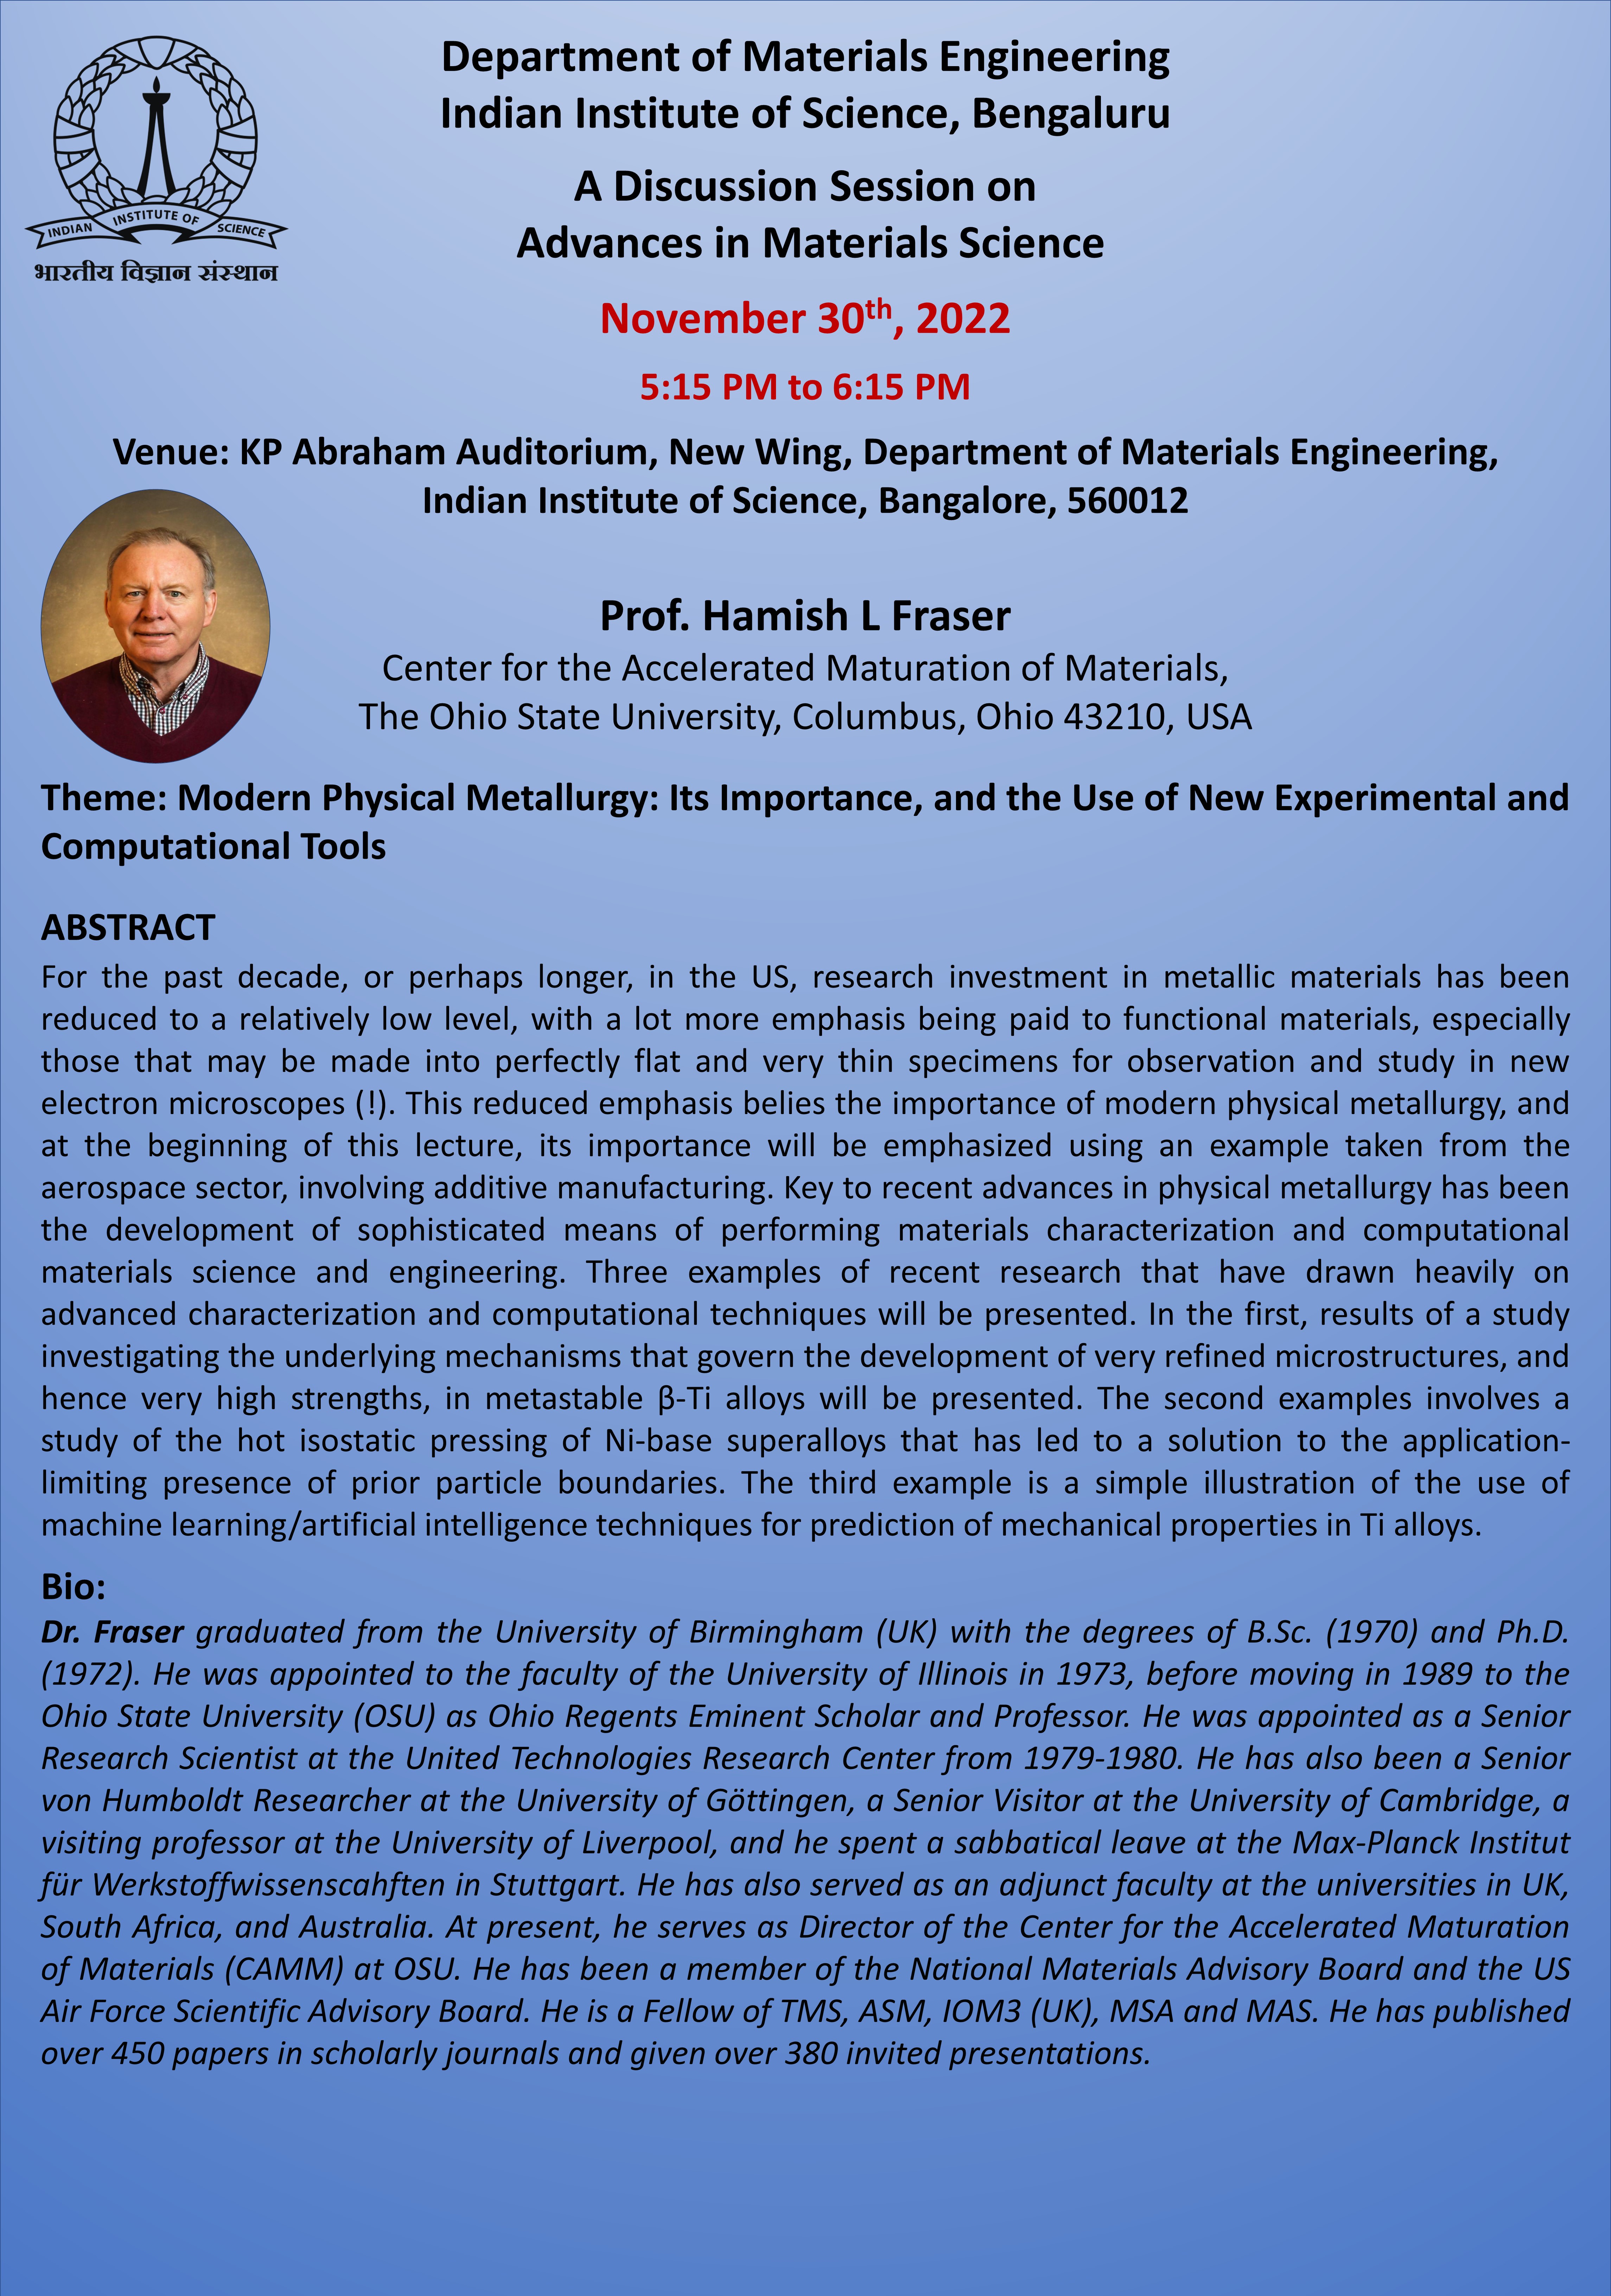 Department of Materials Engineering
Indian Institute of Science, Bengaluru
A Discussion Session on
Advances in Materials Science
INDIAN INSTITUTE OF SCIENCE
भारतीय विज्ञान संस्थान
November 30th, 2022
5:15 PM to 6:15 PM
Venue: KP Abraham Auditorium, New Wing, Department of Materials Engineering,
Indian Institute of Science, Bangalore, 560012
Prof. Hamish L Fraser
Center for the Accelerated Maturation of Materials,
The Ohio State University, Columbus, Ohio 43210, USA
Theme: Modern Physical Metallurgy: Its Importance, and the Use of New Experimental and
Computational Tools
ABSTRACT
For the past decade, or perhaps longer, in the US, research investment in metallic materials has been
reduced to a relatively low level, with a lot more emphasis being paid to functional materials, especially
those that may be made into perfectly flat and very thin specimens for observation and study in new
electron microscopes (!). This reduced emphasis belies the importance of modern physical metallurgy, and
at the beginning of this lecture, its importance will be emphasized using an example taken from the
aerospace sector, involving additive manufacturing. Key to recent advances in physical metallurgy has been
the development of sophisticated means of performing materials characterization and computational
materials science and engineering. Three examples of recent research that have drawn heavily on
advanced characterization and computational techniques will be presented. In the first, results of a study
investigating the underlying mechanisms that govern the development of very refined microstructures, and
hence very high strengths, in metastable β-Ti alloys will be presented. The second examples involves a
study of the hot isostatic pressing of Ni-base superalloys that has led to a solution to the application-
limiting presence of prior particle boundaries. The third example is a simple illustration of the use of
machine learning/artificial intelligence techniques for prediction of mechanical properties in Ti alloys.
Bio:
Dr. Fraser graduated from the University of Birmingham (UK) with the degrees of B.Sc. (1970) and Ph.D.
(1972). He was appointed to the faculty of the University of Illinois in 1973, before moving in 1989 to the
Ohio State University (OSU) as Ohio Regents Eminent Scholar and Professor. He was appointed as a Senior
Research Scientist at the United Technologies Research Center from 1979-1980. He has also been a Senior
von Humboldt Researcher at the University of Göttingen, a Senior Visitor at the University of Cambridge, a
visiting professor at the University of Liverpool, and he spent a sabbatical leave at the Max-Planck Institut
für Werkstoffwissenscahften in Stuttgart. He has also served as an adjunct faculty at the universities in UK,
South Africa, and Australia. At present, he serves as Director of the Center for the Accelerated Maturation
of Materials (CAMM) at OSU. He has been a member of the National Materials Advisory Board and the US
Air Force Scientific Advisory Board. He is a Fellow of TMS, ASM, IOM3 (UK), MSA and MAS. He has published
over 450 papers in scholarly journals and given over 380 invited presentations.